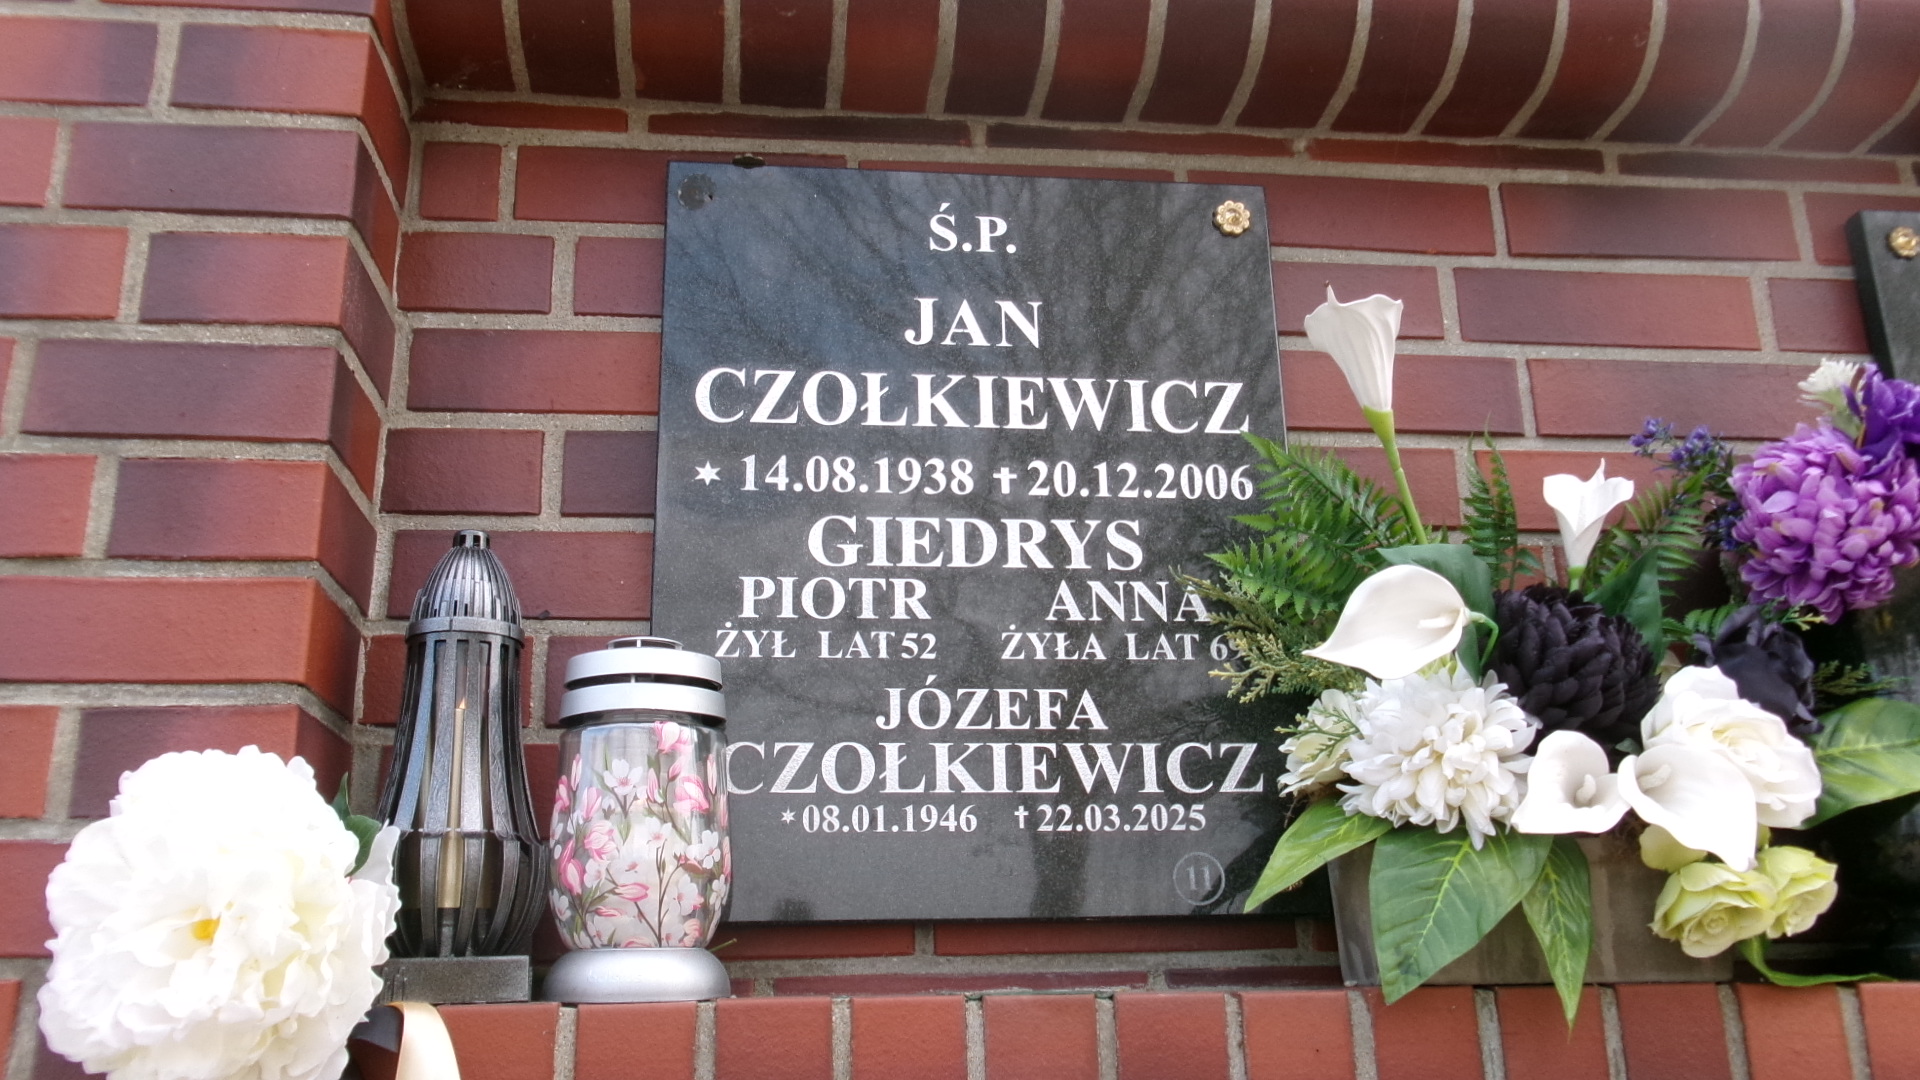 Ś.P.
JAN
CZOŁKIEWICZ
✶ 14.08.1938 ✝ 20.12.2006
GIEDRYS
PIOTR ANNA
ŻYŁ LAT 52 ŻYŁA LAT
JÓZEFA
CZOŁKIEWICZ
* 08.01.1946 ✝ 22.03.2025
11